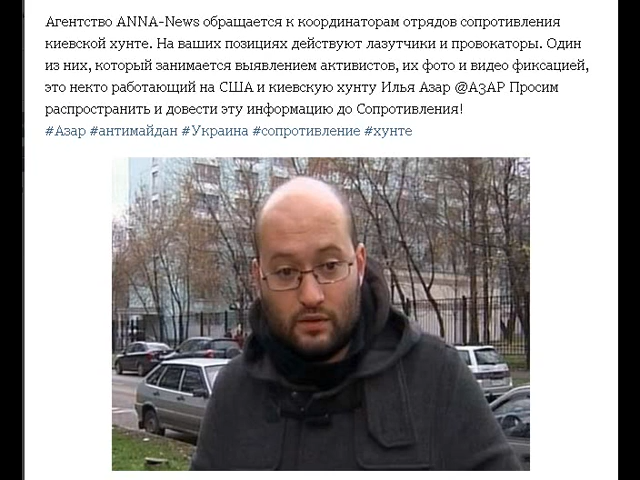 Агентство ANNA-News обращается к координаторам отрядов сопротивления
киевской хунте. На ваших позициях действуют лазутчики и провокаторы. Один
из них, который занимается выявлением активистов, их фото и видео фиксацией,
это некто работающий на США и киевскую хунту Илья Азар @A3AP Просим
распространить и довести эту информацию до Сопротивления!
#Азар #антимайдан #Украина #сопротивление #хунте